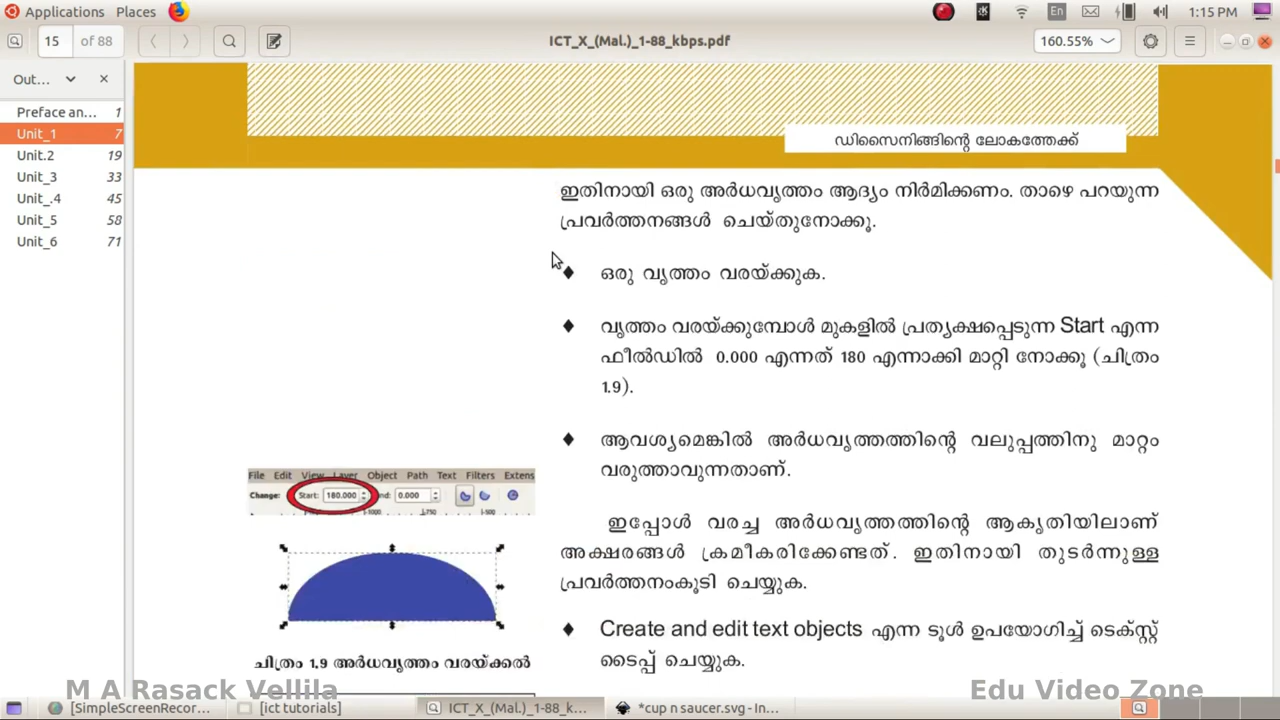 Applications Places En 1:15 PM
15 of 88 ICT_X_(Mal.)_1-88_kbps.pdf 160.55%
Out...
Preface an... 1
Unit_1 7
Unit.2 19
Unit_3 33
Unit_.4 45
Unit_5 58
Unit_6 71
ഡിസൈനിങ്ങിന്റെ ലോകത്തേക്ക്
ഇതിനായി ഒരു അർധവൃത്തം ആദ്യം നിർമിക്കണം. താഴെ പറയുന്ന
പ്രവർത്തനങ്ങൾ ചെയ്തുനോക്കൂ.
♦ ഒരു വൃത്തം വരയ്ക്കുക.
♦ വൃത്തം വരയ്ക്കുമ്പോൾ മുകളിൽ പ്രത്യക്ഷപ്പെടുന്ന Start എന്ന
ഫീൽഡിൽ 0.000 എന്നത് 180 എന്നാക്കി മാറ്റി നോക്കൂ (ചിത്രം
1.9).
♦ ആവശ്യമെങ്കിൽ അർധവൃത്തത്തിന്റെ വലുപ്പത്തിനു മാറ്റം
വരുത്താവുന്നതാണ്.
ഇപ്പോൾ വരച്ച അർധവൃത്തത്തിന്റെ ആകൃതിയിലാണ്
അക്ഷരങ്ങൾ ക്രമീകരിക്കേണ്ടത്. ഇതിനായി തുടർന്നുള്ള
പ്രവർത്തനംകൂടി ചെയ്യുക.
♦ Create and edit text objects എന്ന ടൂൾ ഉപയോഗിച്ച് ടെക്സ്റ്റ്
ടൈപ്പ് ചെയ്യുക.
File Edit View Layer Object Path Text Filters Extens
Change: Start: 180.000 nd: 0.000
-1000 -750 -500
ചിത്രം 1.9 അർധവൃത്തം വരയ്ക്കൽ
M A Rasack Vellila Edu Video Zone
[SimpleScreenRecor... [ict tutorials] ICT_X_(Mal.)_1-88_k... *cup n saucer.svg - In...